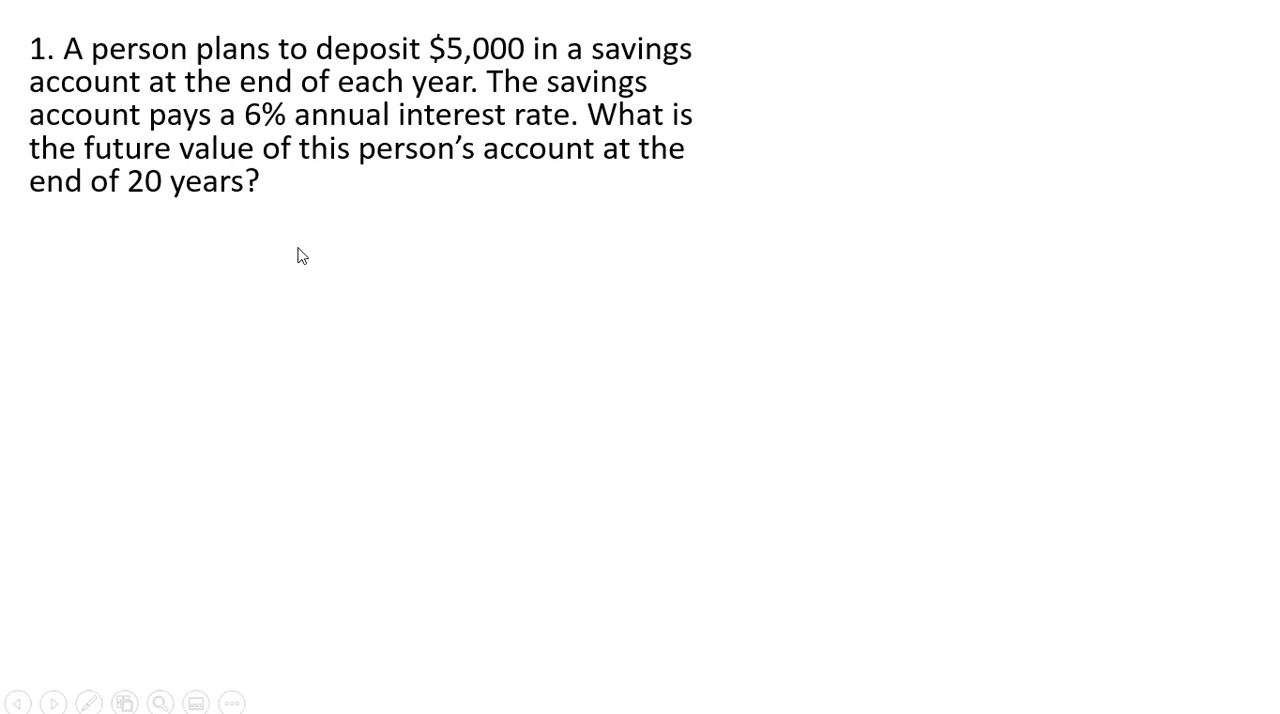 1. A person plans to deposit $5,000 in a savings
account at the end of each year. The savings
account pays a 6% annual interest rate. What is
the future value of this person’s account at the
end of 20 years?